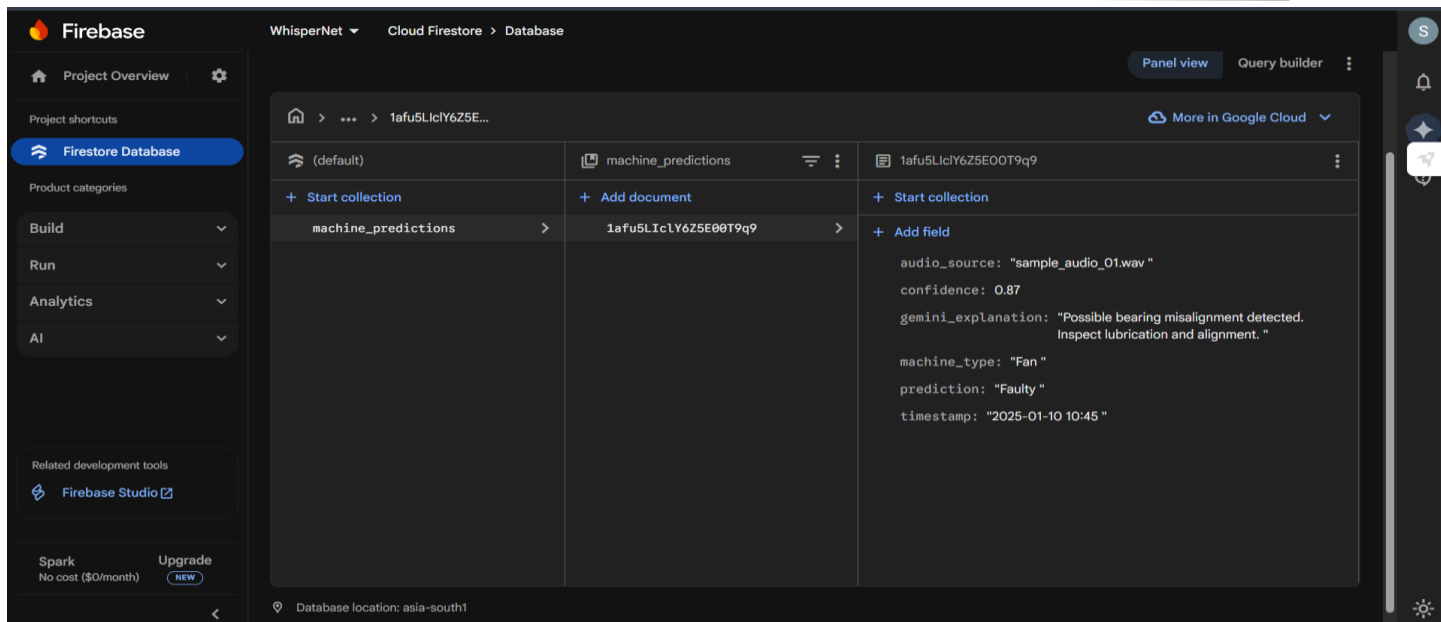 Firebase
WhisperNet
Cloud Firestore > Database
S
Project Overview
Panel view
Query builder
Project shortcuts
Firestore Database
Product categories
Build
Run
Analytics
AI
Related development tools
Firebase Studio
Spark
No cost ($0/month)
Upgrade
NEW
> ... > 1afu5LIclY6Z5E...
More in Google Cloud
(default)
+ Start collection
machine_predictions
machine_predictions
+ Add document
1afu5LIclY6Z5E00T9q9
1afu5LIclY6Z5E00T9q9
+ Start collection
+ Add field
audio_source: "sample_audio_01.wav "
confidence: 0.87
gemini_explanation: "Possible bearing misalignment detected.
Inspect lubrication and alignment. "
machine_type: "Fan "
prediction: "Faulty "
timestamp: "2025-01-10 10:45 "
Database location: asia-south1